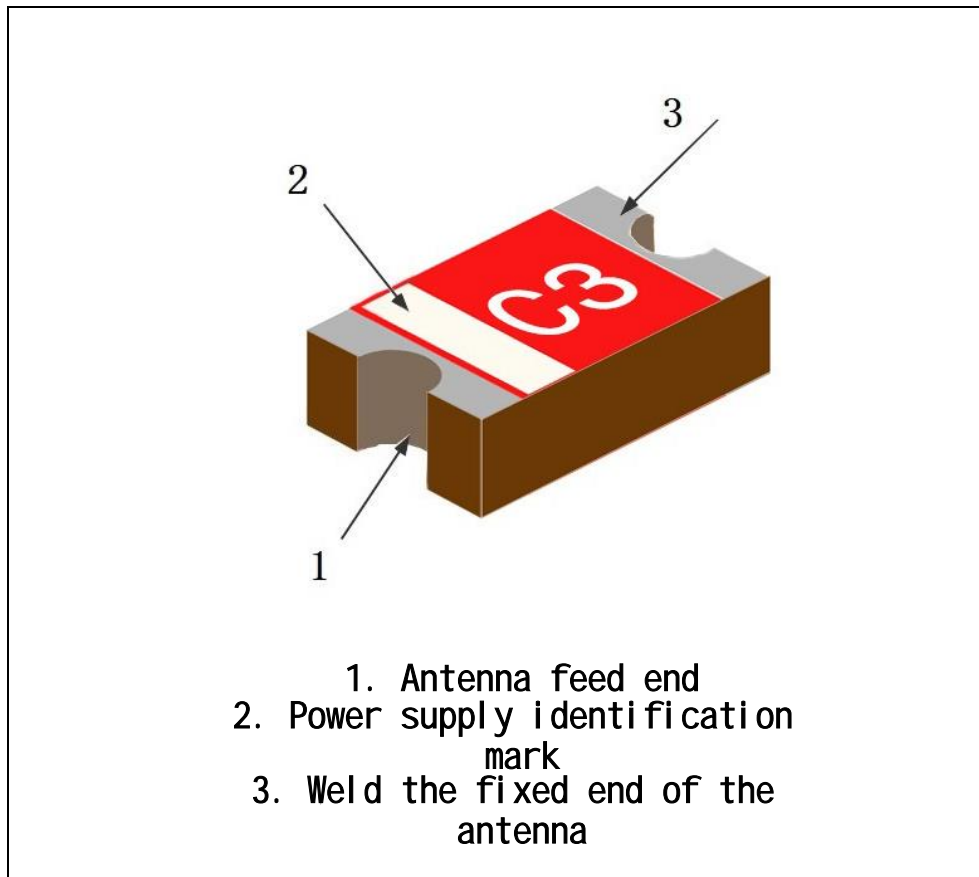 3
2
C3
1
1. Antenna feed end
2. Power supply identification
mark
3. Weld the fixed end of the
antenna